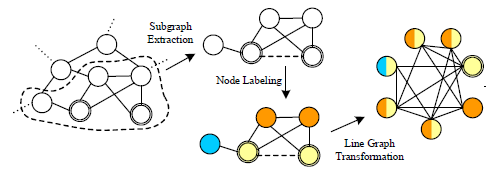 Subgraph
Extraction
Node Labeling
Line Graph
Transformation